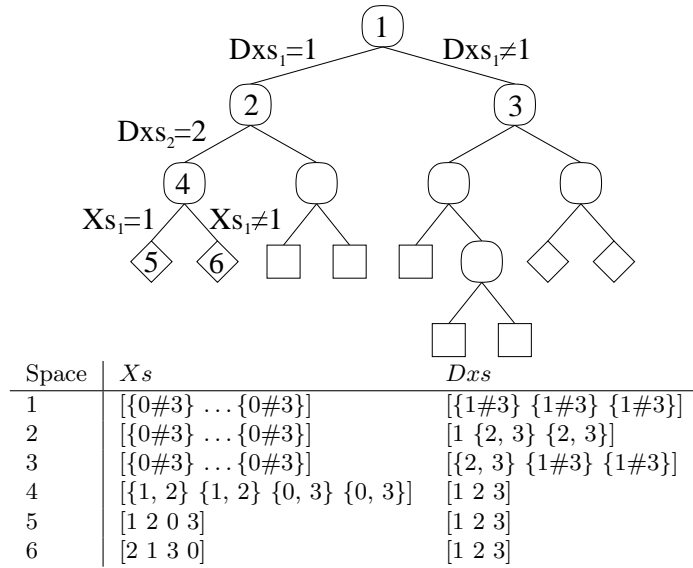 1
Dxs₁=1 Dxs₁≠1
2 3
Dxs₂=2
4
Xs₁=1 Xs₁≠1
5 6
Space Xs Dxs
1 [{0#3} ... {0#3}] [{1#3} {1#3} {1#3}]
2 [{0#3} ... {0#3}] [1 {2, 3} {2, 3}]
3 [{0#3} ... {0#3}] [{2, 3} {1#3} {1#3}]
4 [{1, 2} {1, 2} {0, 3} {0, 3}] [1 2 3]
5 [1 2 0 3] [1 2 3]
6 [2 1 3 0] [1 2 3]